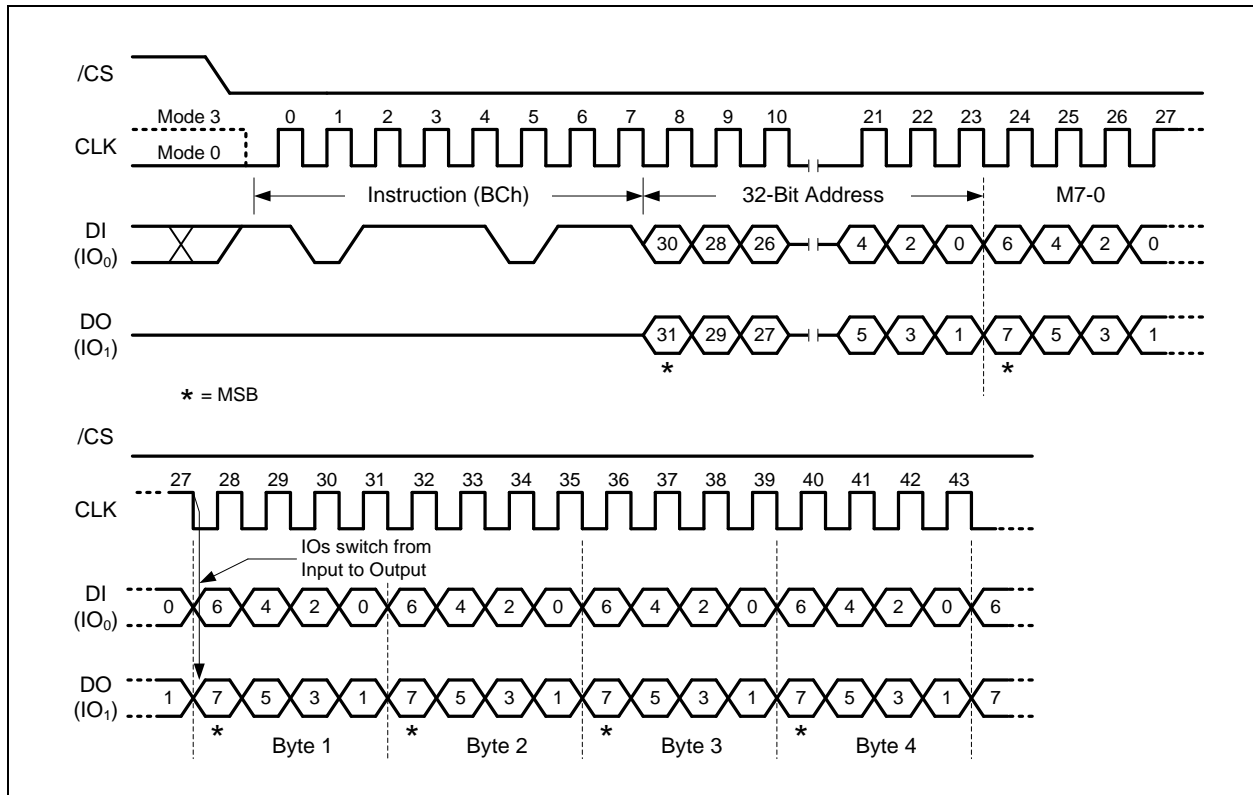 /CS
Mode 3 0 1 2 3 4 5 6 7 8 9 10 21 22 23 24 25 26 27
CLK Mode 0
Instruction (BCh) 32-Bit Address M7-0
DI
(IO₀) 30 28 26 4 2 0 6 4 2 0
DO
(IO₁) 31 29 27 5 3 1 7 5 3 1
* *
* = MSB
/CS
27 28 29 30 31 32 33 34 35 36 37 38 39 40 41 42 43
CLK
IOs switch from
Input to Output
DI
(IO₀) 0 6 4 2 0 6 4 2 0 6 4 2 0 6 4 2 0 6
DO
(IO₁) 1 7 5 3 1 7 5 3 1 7 5 3 1 7 5 3 1 7
* Byte 1 * Byte 2 * Byte 3 * Byte 4